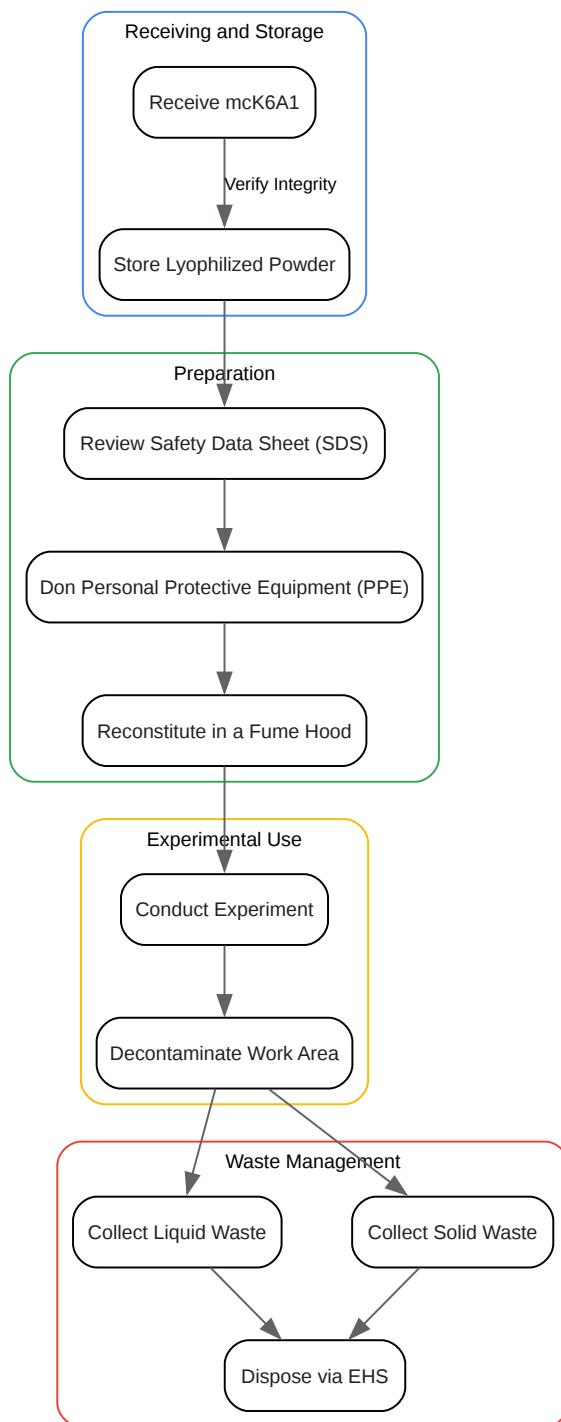 Receiving and Storage
Receive mcK6A1
Verify Integrity
Store Lyophilized Powder
Preparation
Review Safety Data Sheet (SDS)
Don Personal Protective Equipment (PPE)
Reconstitute in a Fume Hood
Experimental Use
Conduct Experiment
Decontaminate Work Area
Waste Management
Collect Liquid Waste
Collect Solid Waste
Dispose via EHS